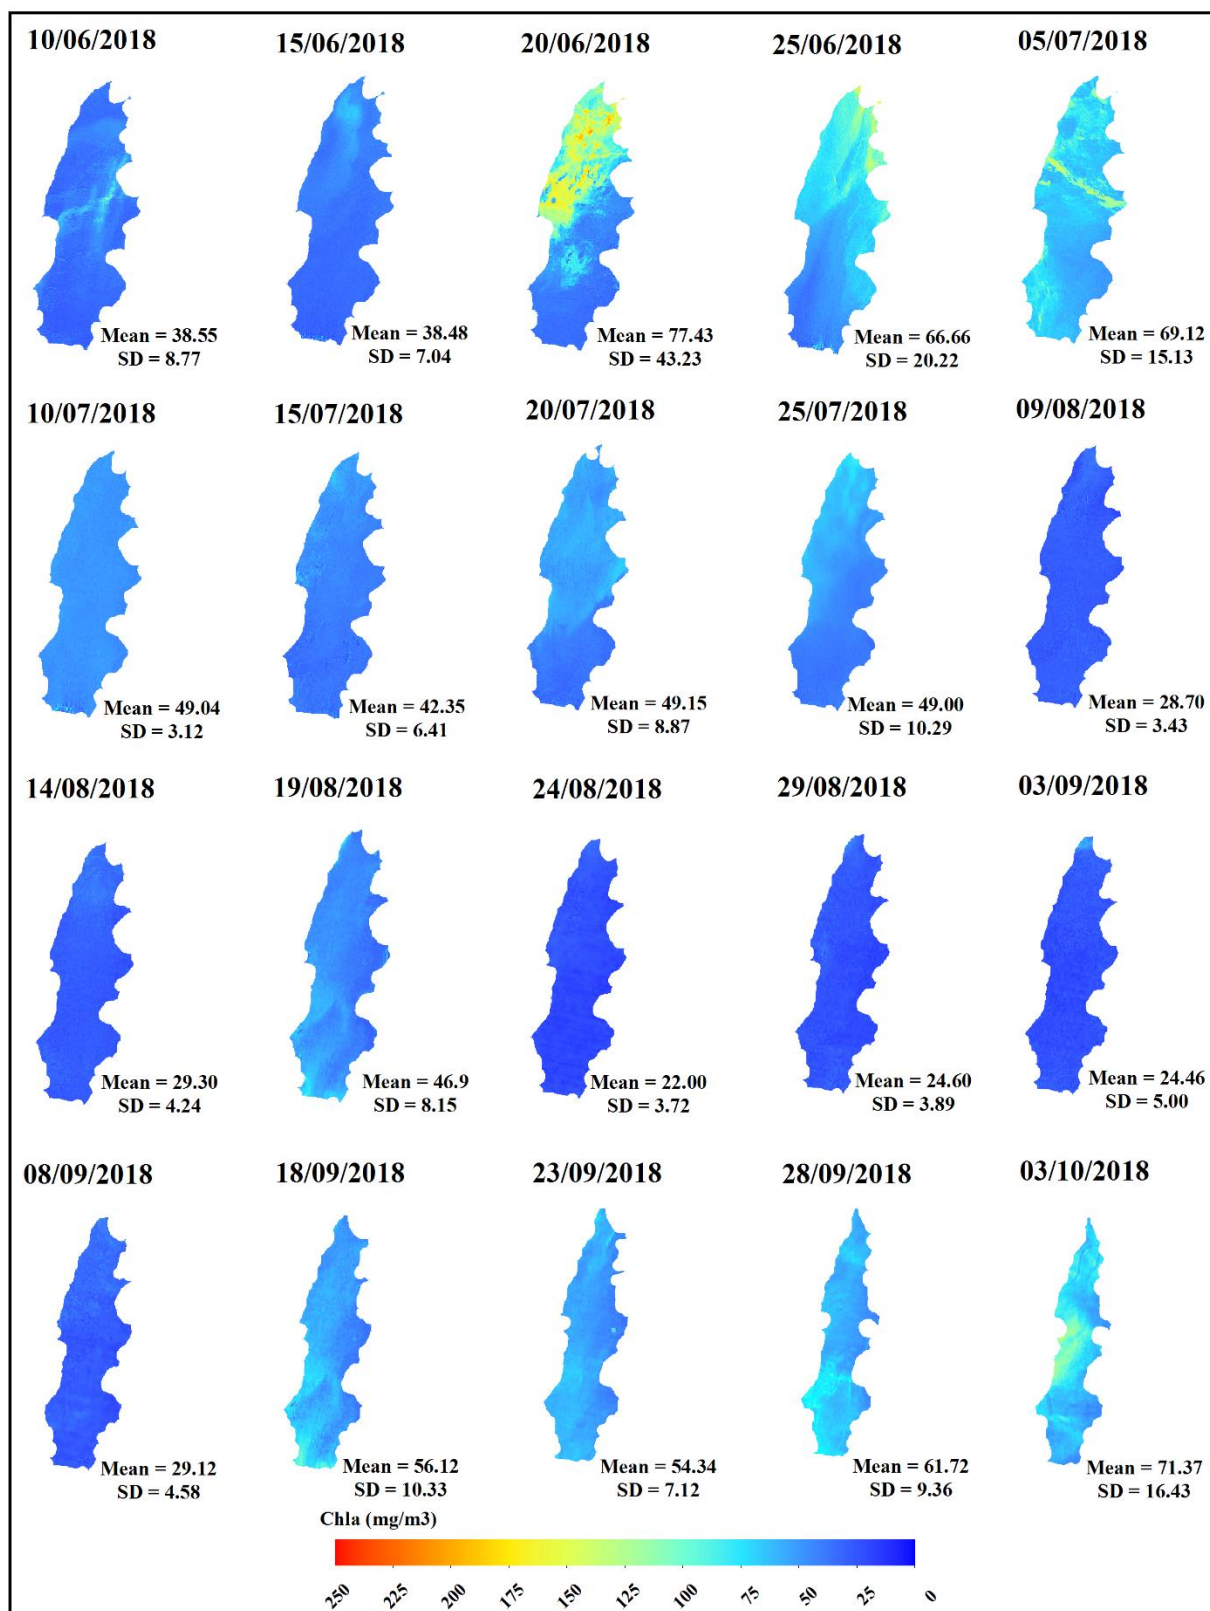 10/06/2018
15/06/2018
20/06/2018
25/06/2018
05/07/2018
Mean = 38.55
SD = 8.77
Mean = 38.48
SD = 7.04
Mean = 77.43
SD = 43.23
Mean = 66.66
SD = 20.22
Mean = 69.12
SD = 15.13
10/07/2018
15/07/2018
20/07/2018
25/07/2018
09/08/2018
Mean = 49.04
SD = 3.12
Mean = 42.35
SD = 6.41
Mean = 49.15
SD = 8.87
Mean = 49.00
SD = 10.29
Mean = 28.70
SD = 3.43
14/08/2018
19/08/2018
24/08/2018
29/08/2018
03/09/2018
Mean = 29.30
SD = 4.24
Mean = 46.9
SD = 8.15
Mean = 22.00
SD = 3.72
Mean = 24.60
SD = 3.89
Mean = 24.46
SD = 5.00
08/09/2018
18/09/2018
23/09/2018
28/09/2018
03/10/2018
Mean = 29.12
SD = 4.58
Mean = 56.12
SD = 10.33
Mean = 54.34
SD = 7.12
Mean = 61.72
SD = 9.36
Mean = 71.37
SD = 16.43
Chla (mg/m3)
250 225 200 175 150 125 100 75 50 25 0